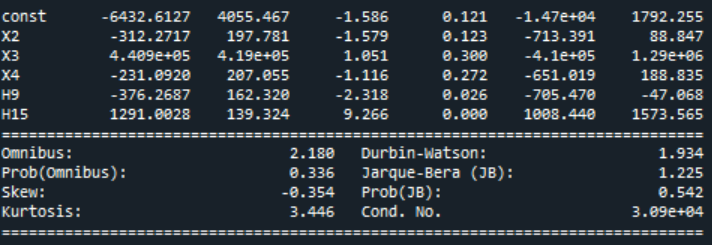 const -6432.6127 4055.467 -1.586 0.121 -1.47e+04 1792.255
X2 -312.2717 197.781 -1.579 0.123 -713.391 88.847
X3 4.409e+05 4.19e+05 1.051 0.300 -4.1e+05 1.29e+06
X4 -231.0920 207.055 -1.116 0.272 -651.019 188.835
H9 -376.2687 162.320 -2.318 0.026 -705.470 -47.068
H15 1291.0028 139.324 9.266 0.000 1008.440 1573.565
==============================================================================
Omnibus: 2.180 Durbin-Watson: 1.934
Prob(Omnibus): 0.336 Jarque-Bera (JB): 1.225
Skew: -0.354 Prob(JB): 0.542
Kurtosis: 3.446 Cond. No. 3.09e+04
==============================================================================